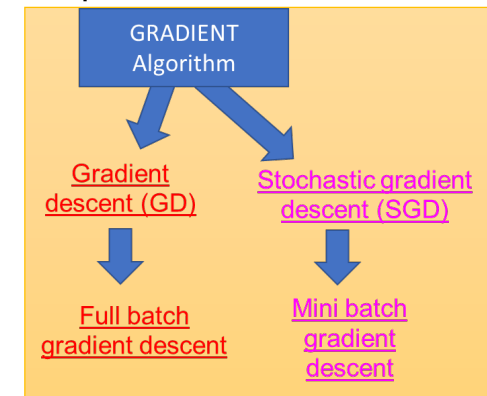 GRADIENT
Algorithm
Gradient
descent (GD)
Stochastic gradient
descent (SGD)
Full batch
gradient descent
Mini batch
gradient
descent